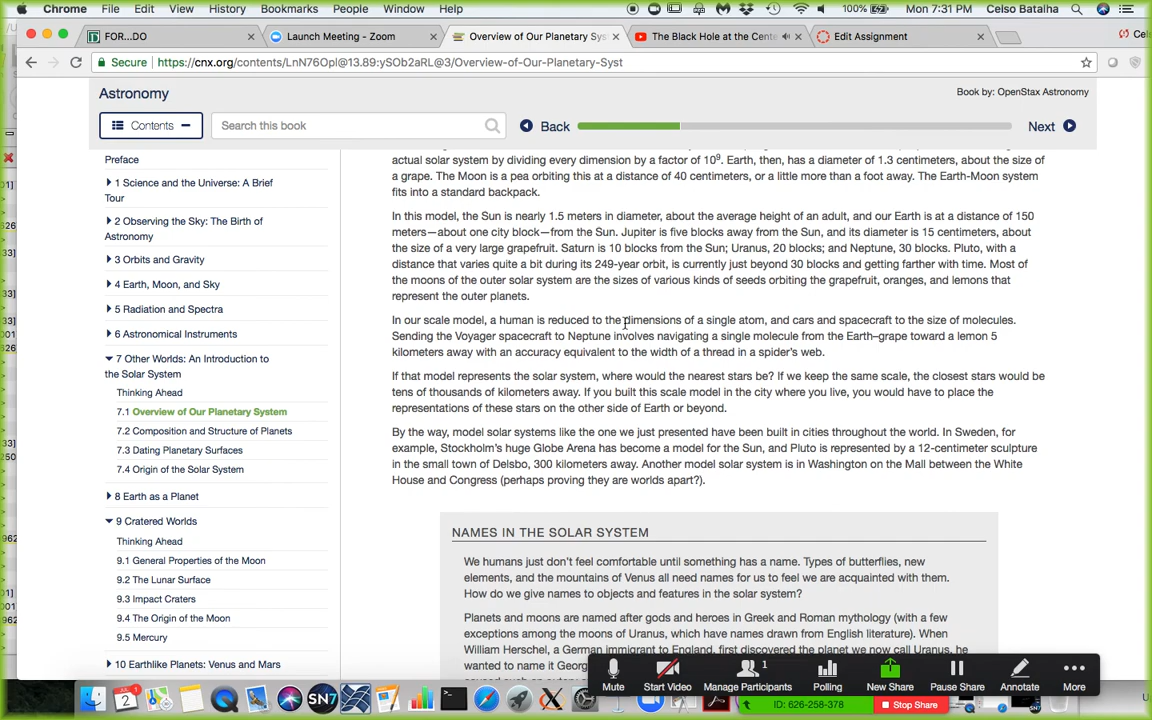 Chrome File Edit View History Bookmarks People Window Help 100% Mon 7:31 PM Celso Batalha
FOR...DO Launch Meeting - Zoom Overview of Our Planetary Sys The Black Hole at the Cente Edit Assignment Cels
Secure https://cnx.org/contents/LnN76Opl@13.89:ySOb2aRL@3/Overview-of-Our-Planetary-Syst
Astronomy Book by: OpenStax Astronomy
Contents Search this book Back Next
Preface
1 Science and the Universe: A Brief
Tour
2 Observing the Sky: The Birth of
Astronomy
3 Orbits and Gravity
4 Earth, Moon, and Sky
5 Radiation and Spectra
6 Astronomical Instruments
7 Other Worlds: An Introduction to
the Solar System
Thinking Ahead
7.1 Overview of Our Planetary System
7.2 Composition and Structure of Planets
7.3 Dating Planetary Surfaces
7.4 Origin of the Solar System
8 Earth as a Planet
9 Cratered Worlds
Thinking Ahead
9.1 General Properties of the Moon
9.2 The Lunar Surface
9.3 Impact Craters
9.4 The Origin of the Moon
9.5 Mercury
10 Earthlike Planets: Venus and Mars
actual solar system by dividing every dimension by a factor of 10⁹. Earth, then, has a diameter of 1.3 centimeters, about the size of
a grape. The Moon is a pea orbiting this at a distance of 40 centimeters, or a little more than a foot away. The Earth-Moon system
fits into a standard backpack.
In this model, the Sun is nearly 1.5 meters in diameter, about the average height of an adult, and our Earth is at a distance of 150
meters—about one city block—from the Sun. Jupiter is five blocks away from the Sun, and its diameter is 15 centimeters, about
the size of a very large grapefruit. Saturn is 10 blocks from the Sun; Uranus, 20 blocks; and Neptune, 30 blocks. Pluto, with a
distance that varies quite a bit during its 249-year orbit, is currently just beyond 30 blocks and getting farther with time. Most of
the moons of the outer solar system are the sizes of various kinds of seeds orbiting the grapefruit, oranges, and lemons that
represent the outer planets.
In our scale model, a human is reduced to the dimensions of a single atom, and cars and spacecraft to the size of molecules.
Sending the Voyager spacecraft to Neptune involves navigating a single molecule from the Earth–grape toward a lemon 5
kilometers away with an accuracy equivalent to the width of a thread in a spider's web.
If that model represents the solar system, where would the nearest stars be? If we keep the same scale, the closest stars would be
tens of thousands of kilometers away. If you built this scale model in the city where you live, you would have to place the
representations of these stars on the other side of Earth or beyond.
By the way, model solar systems like the one we just presented have been built in cities throughout the world. In Sweden, for
example, Stockholm's huge Globe Arena has become a model for the Sun, and Pluto is represented by a 12-centimeter sculpture
in the small town of Delsbo, 300 kilometers away. Another model solar system is in Washington on the Mall between the White
House and Congress (perhaps proving they are worlds apart?).
NAMES IN THE SOLAR SYSTEM
We humans just don't feel comfortable until something has a name. Types of butterflies, new
elements, and the mountains of Venus all need names for us to feel we are acquainted with them.
How do we give names to objects and features in the solar system?
Planets and moons are named after gods and heroes in Greek and Roman mythology (with a few
exceptions among the moons of Uranus, which have names drawn from English literature). When
William Herschel, a German immigrant to England, first discovered the planet we now call Uranus, he
wanted to name it Georg
Mute Start Video Manage Participants 1 Polling New Share Pause Share Annotate More
ID: 626-258-378 Stop Share